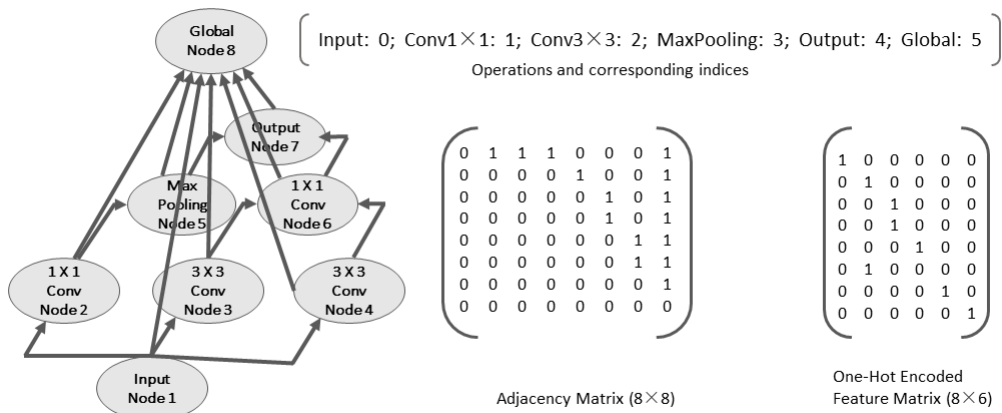 Global
Node 8
Input: 0; Conv1×1: 1; Conv3×3: 2; MaxPooling: 3; Output: 4; Global: 5
Operations and corresponding indices
Output
Node 7
Max
Pooling
Node 5
1 X 1
Conv
Node 6
1 X 1
Conv
Node 2
3 X 3
Conv
Node 3
3 X 3
Conv
Node 4
Input
Node 1
0 1 1 1 0 0 0 1
0 0 0 0 1 0 0 1
0 0 0 0 0 1 0 1
0 0 0 0 0 1 0 1
0 0 0 0 0 0 1 1
0 0 0 0 0 0 1 1
0 0 0 0 0 0 0 1
0 0 0 0 0 0 0 0
Adjacency Matrix (8×8)
1 0 0 0 0 0
0 1 0 0 0 0
0 0 1 0 0 0
0 0 1 0 0 0
0 0 0 1 0 0
0 1 0 0 0 0
0 0 0 0 1 0
0 0 0 0 0 1
One-Hot Encoded
Feature Matrix (8×6)